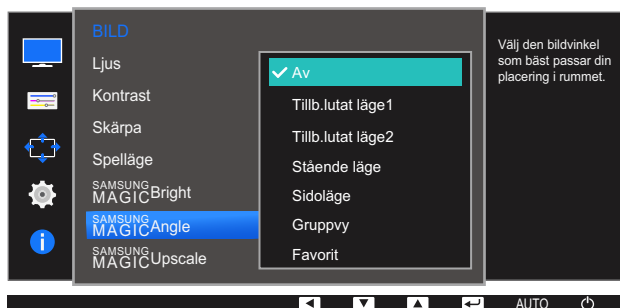 BILD
Ljus
Kontrast
Skärpa
Spelläge
SAMSUNG
MAGICBright
SAMSUNG
MAGICAngle
SAMSUNG
MAGICUpscale
Av
Tillb.lutat läge1
Tillb.lutat läge2
Stående läge
Sidoläge
Gruppvy
Favorit
Välj den bildvinkel
som bäst passar din
placering i rummet.
AUTO